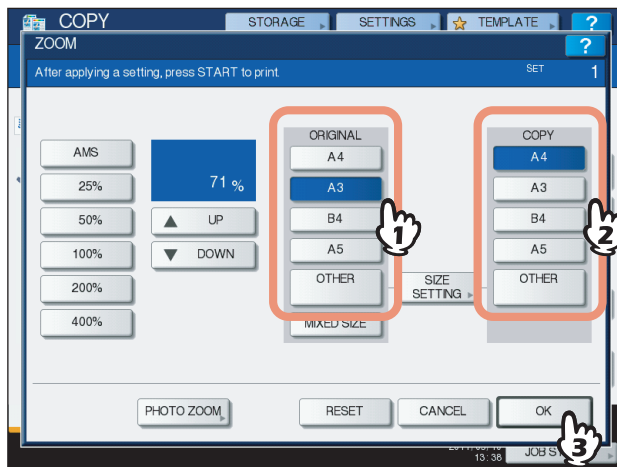 COPY
STORAGE
SETTINGS
TEMPLATE
?
ZOOM
?
After applying a setting, press START to print.
SET 1
AMS
25%
50%
100%
200%
400%
71 %
UP
DOWN
ORIGINAL
A4
A3
B4
A5
OTHER
MIXED SIZE
SIZE
SETTING
COPY
A4
A3
B4
A5
OTHER
1
2
PHOTO ZOOM
RESET
CANCEL
OK
3
13:38
JOB